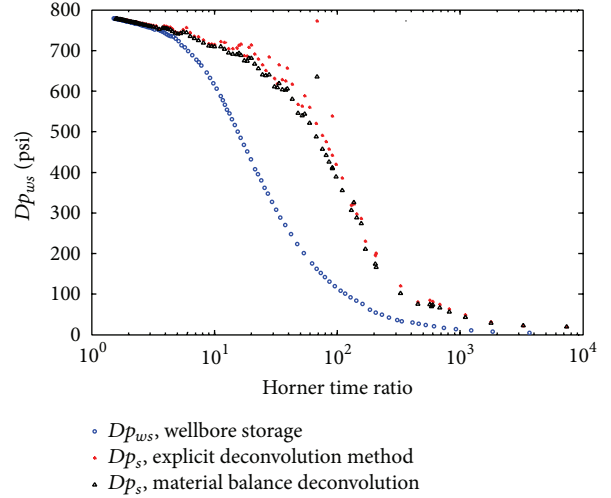 800
700
600
500
400
300
200
100
0
Dp_ws (psi)
10^0 10^1 10^2 10^3 10^4
Horner time ratio
Dp_ws, wellbore storage
Dp_s, explicit deconvolution method
Dp_s, material balance deconvolution